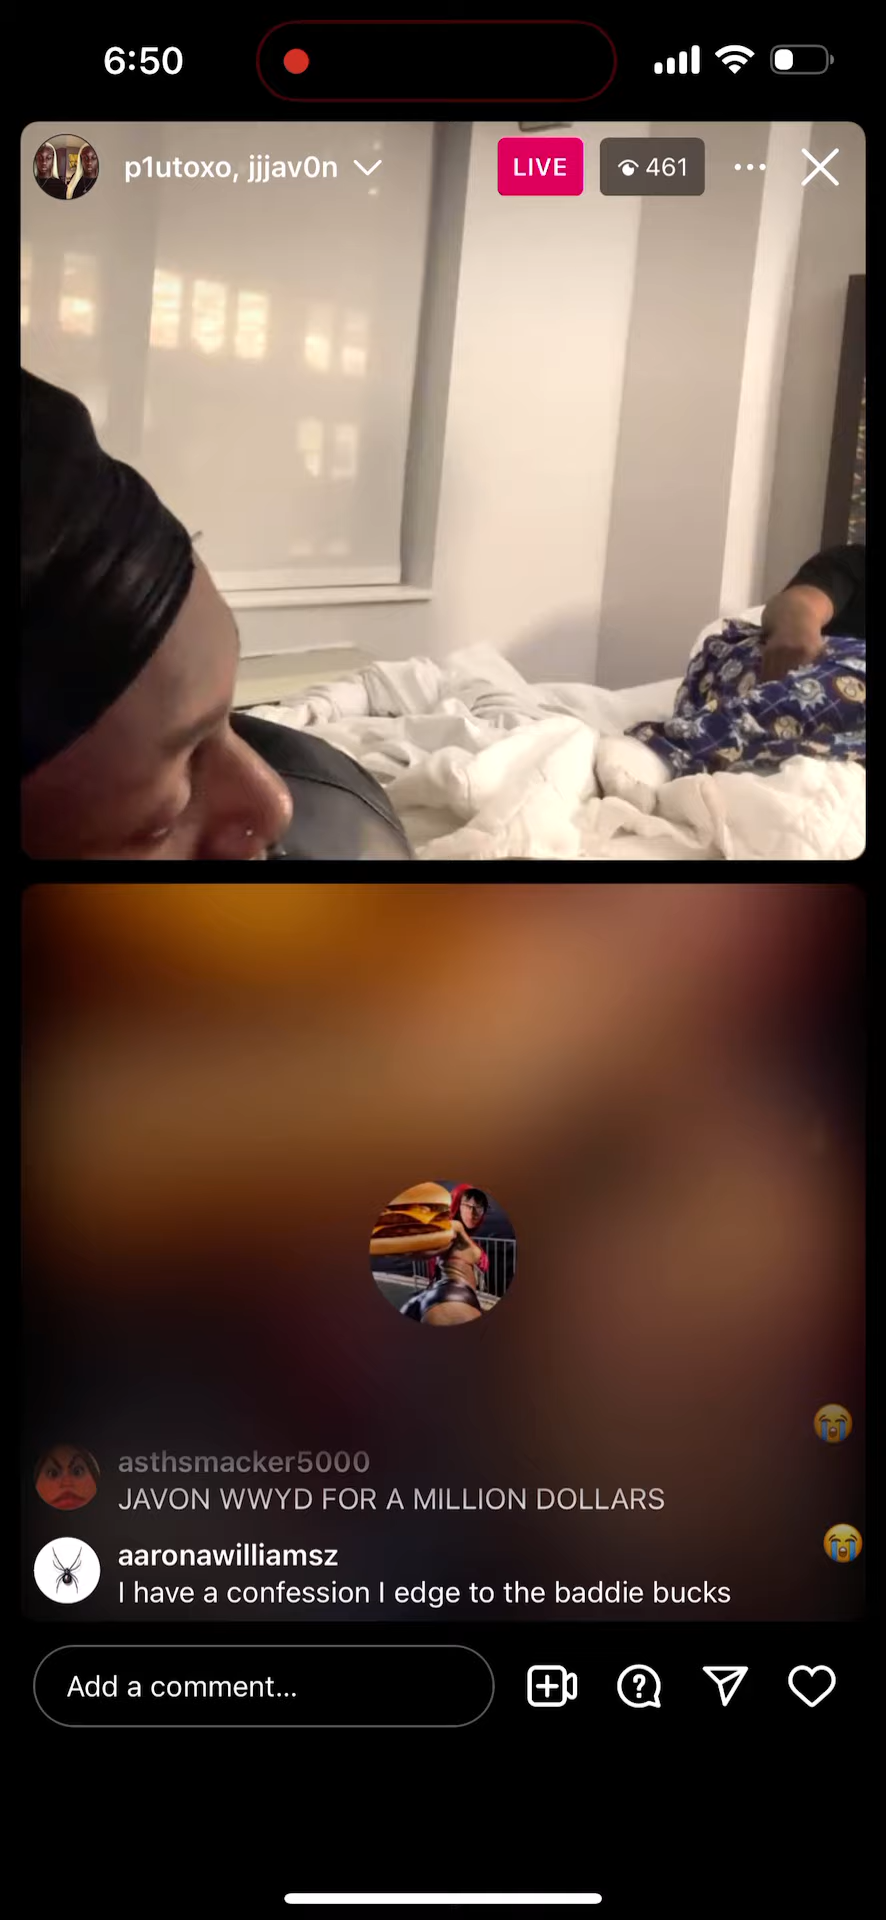 6:50
p1utoxo, jjjav0n
LIVE
461
asthsmacker5000
JAVON WWYD FOR A MILLION DOLLARS
aaronawilliamsz
I have a confession I edge to the baddie bucks
Add a comment...